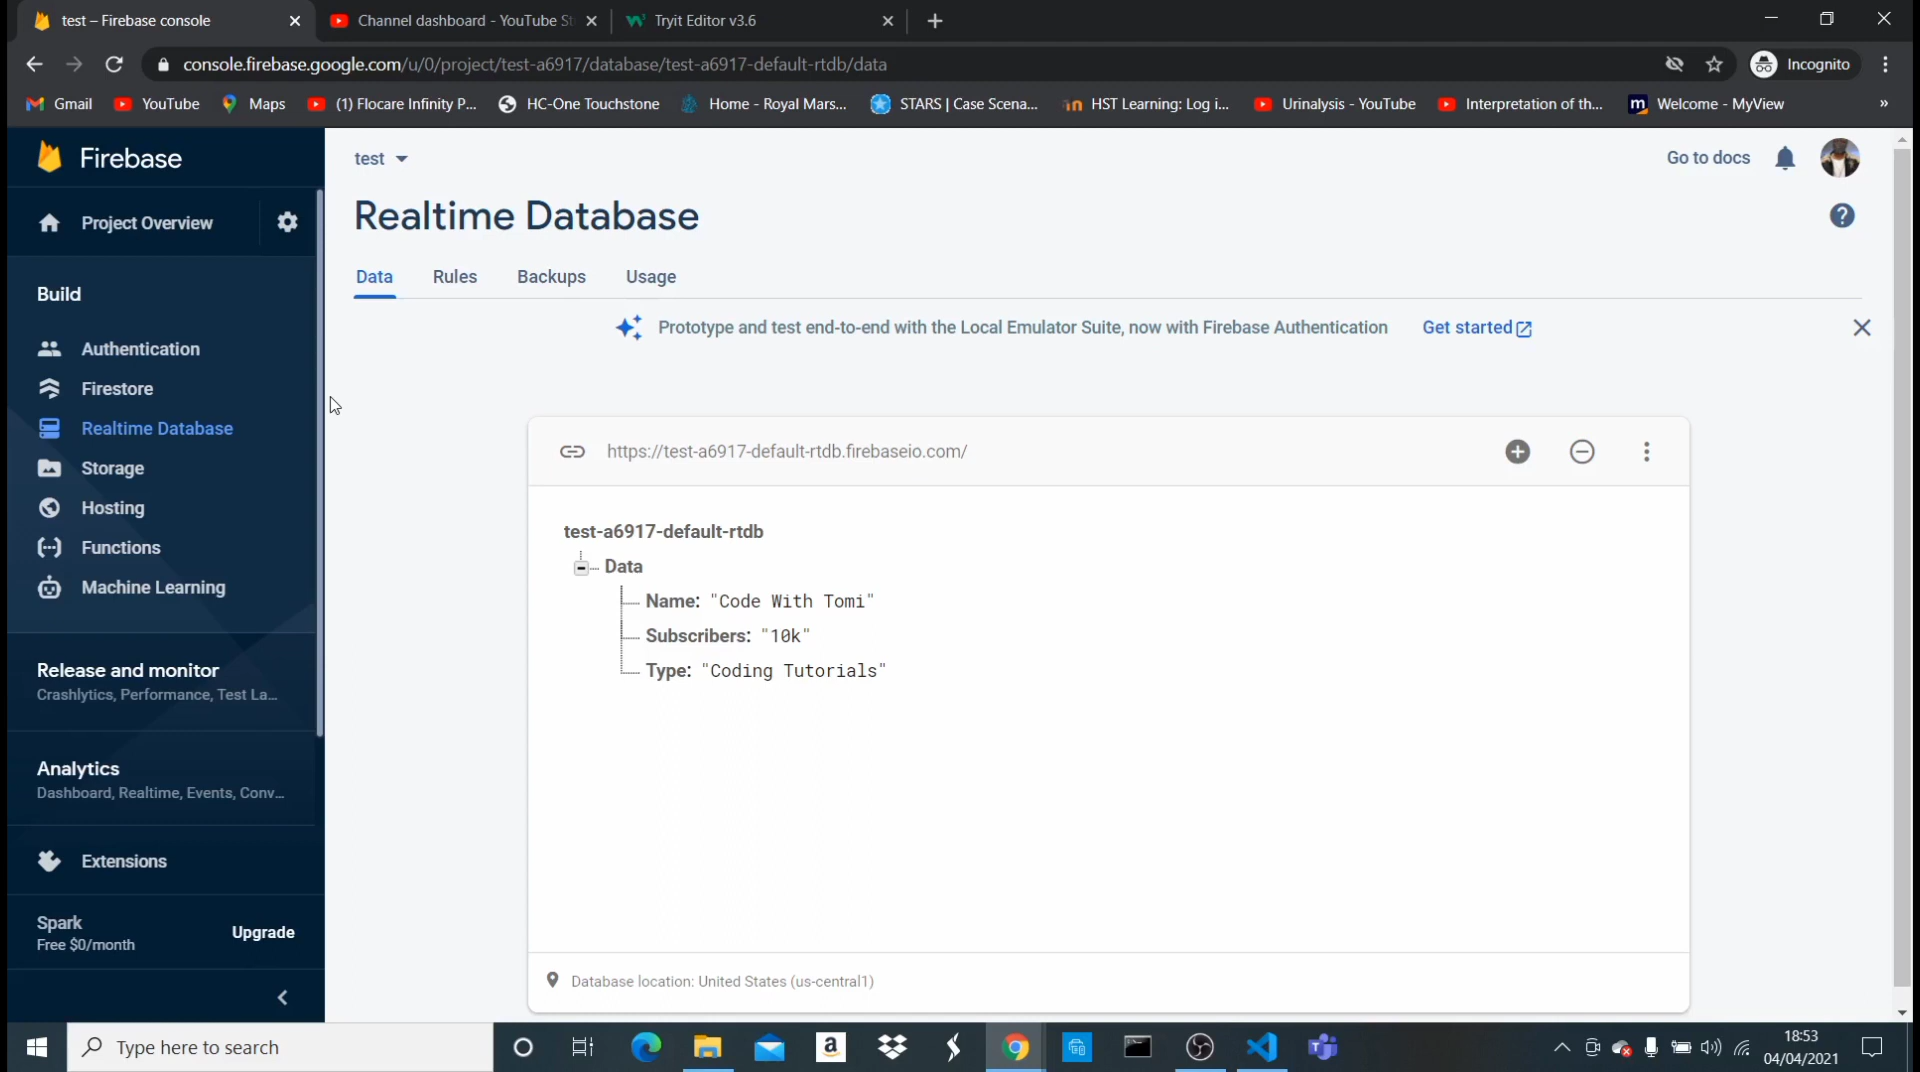 test – Firebase console
Channel dashboard - YouTube St
Tryit Editor v3.6
console.firebase.google.com/u/0/project/test-a6917/database/test-a6917-default-rtdb/data
Incognito
Gmail
YouTube
Maps
(1) Flocare Infinity P...
HC-One Touchstone
Home - Royal Mars...
STARS | Case Scena...
HST Learning: Log i...
Urinalysis - YouTube
Interpretation of th...
Welcome - MyView
»
Firebase
test
Go to docs
Project Overview
Realtime Database
Data
Rules
Backups
Usage
Build
Prototype and test end-to-end with the Local Emulator Suite, now with Firebase Authentication
Get started
Authentication
Firestore
Realtime Database
Storage
Hosting
Functions
Machine Learning
https://test-a6917-default-rtdb.firebaseio.com/
test-a6917-default-rtdb
Data
Name: "Code With Tomi"
Subscribers: "10k"
Type: "Coding Tutorials"
Release and monitor
Crashlytics, Performance, Test La...
Analytics
Dashboard, Realtime, Events, Conv...
Extensions
Spark
Free $0/month
Upgrade
Database location: United States (us-central1)
Type here to search
18:53
04/04/2021